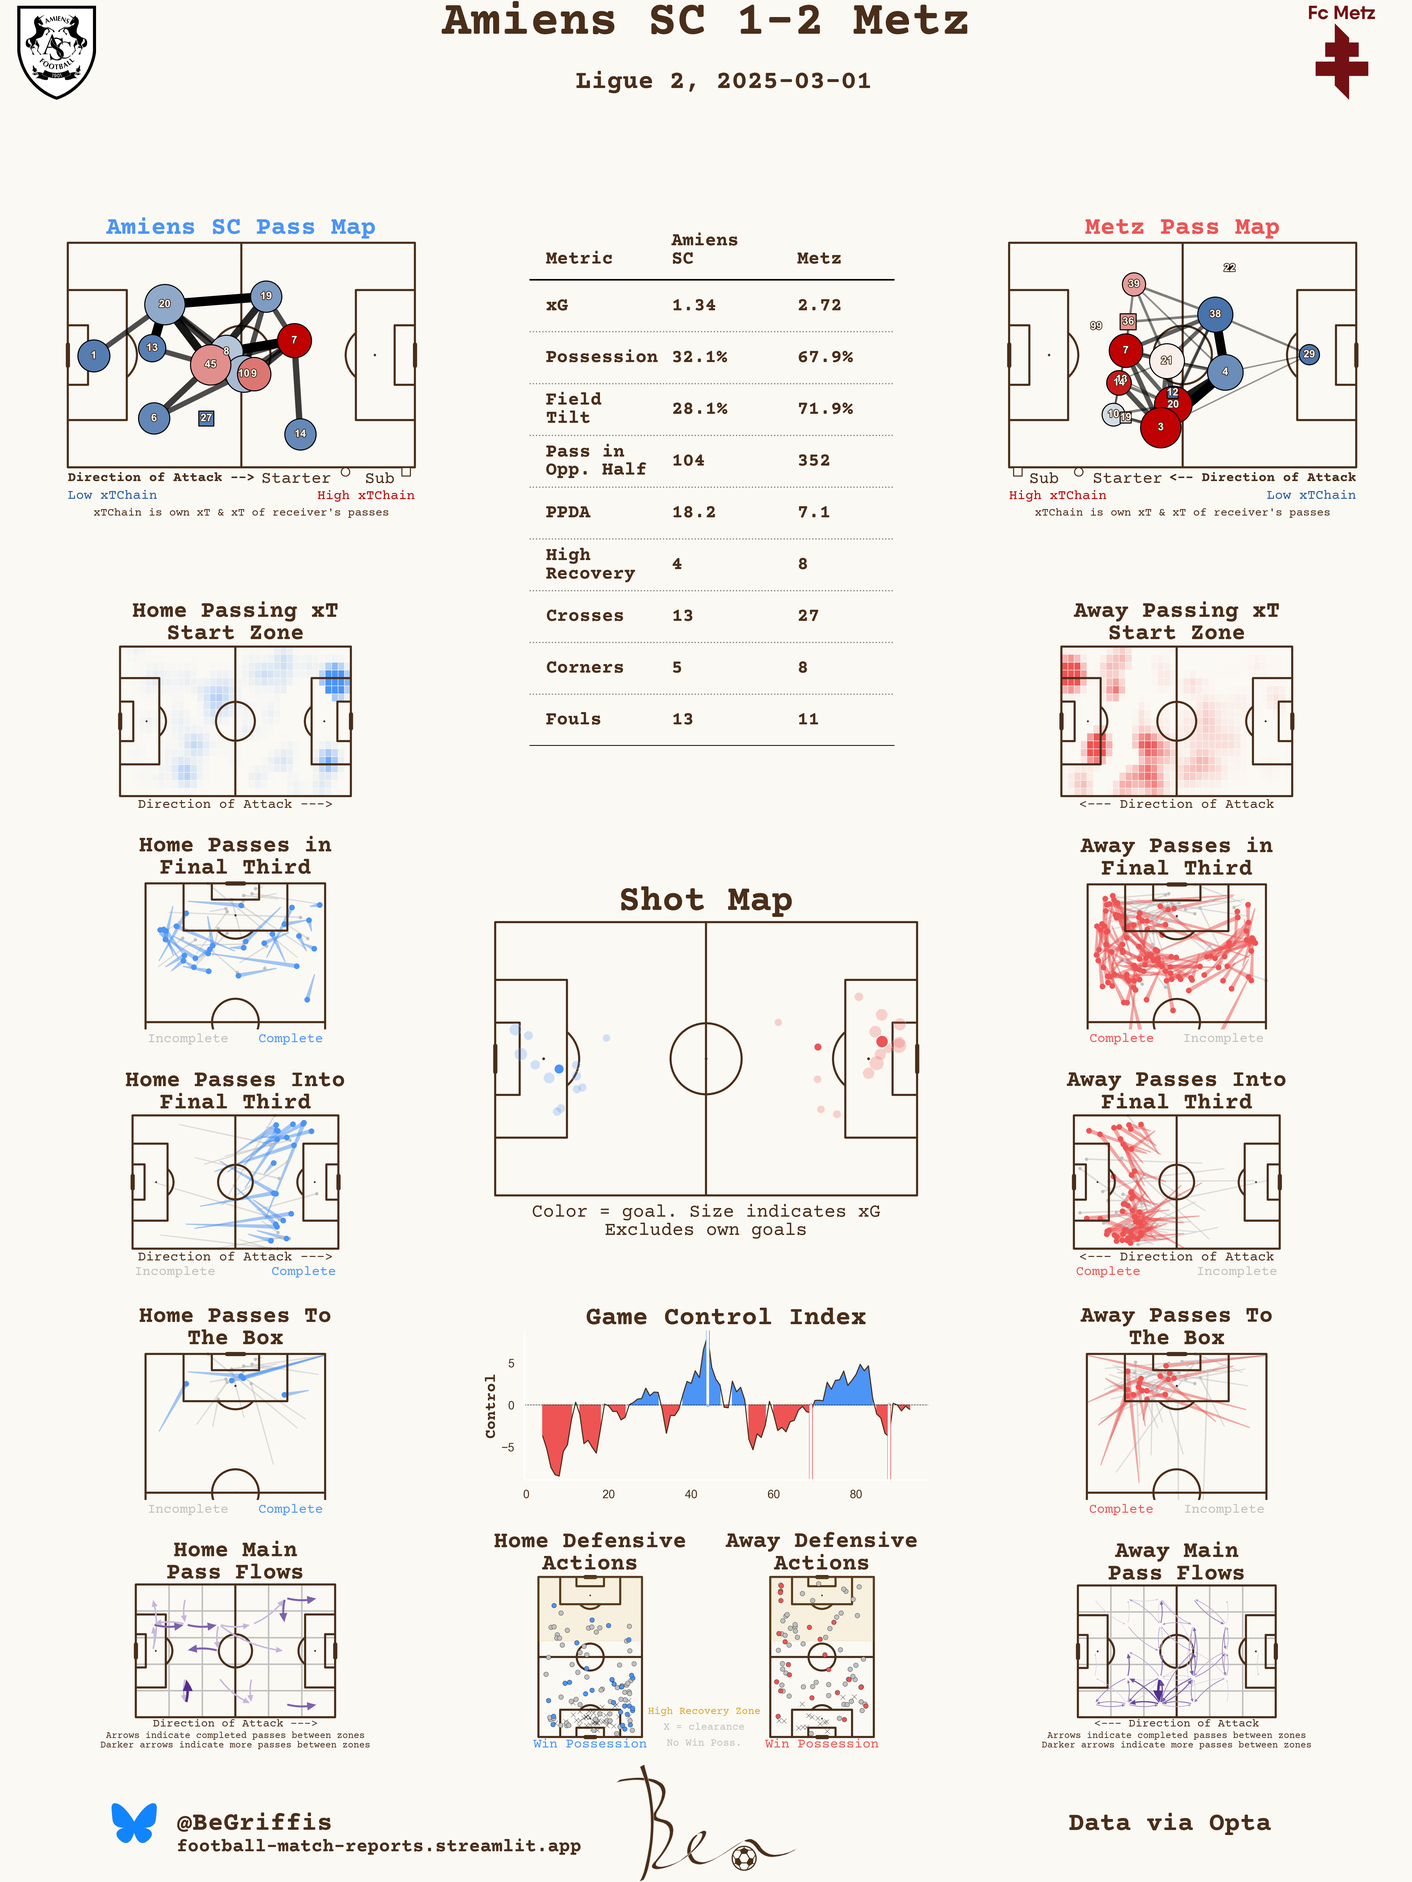 Amiens SC 1-2 Metz
Ligue 2, 2025-03-01
AMIENS
ASC
FOOTBALL
1901
Fc Metz
Amiens SC Pass Map
1
20
13
6
27
45
8
10
9
19
7
14
Direction of Attack --> Starter Sub
Low xTChain High xTChain
xTChain is own xT & xT of receiver's passes
Metric Amiens SC Metz
xG 1.34 2.72
Possession 32.1% 67.9%
Field Tilt 28.1% 71.9%
Pass in Opp. Half 104 352
PPDA 18.2 7.1
High Recovery 4 8
Crosses 13 27
Corners 5 8
Fouls 13 11
Metz Pass Map
22
39
99
36
38
7
21
29
4
14
12
20
10
19
3
Sub Starter <-- Direction of Attack
High xTChain Low xTChain
xTChain is own xT & xT of receiver's passes
Home Passing xT
Start Zone
Direction of Attack --->
Away Passing xT
Start Zone
<--- Direction of Attack
Home Passes in
Final Third
Incomplete Complete
Away Passes in
Final Third
Complete Incomplete
Shot Map
Color = goal. Size indicates xG
Excludes own goals
Home Passes Into
Final Third
Direction of Attack --->
Incomplete Complete
Away Passes Into
Final Third
<--- Direction of Attack
Complete Incomplete
Home Passes To
The Box
Incomplete Complete
Game Control Index
Control
5
0
−5
0 20 40 60 80
Away Passes To
The Box
Complete Incomplete
Home Main
Pass Flows
Direction of Attack --->
Arrows indicate completed passes between zones
Darker arrows indicate more passes between zones
Home Defensive
Actions
Win Possession
Away Defensive
Actions
Win Possession
High Recovery Zone
X = clearance
No Win Poss.
Away Main
Pass Flows
<--- Direction of Attack
Arrows indicate completed passes between zones
Darker arrows indicate more passes between zones
@BeGriffis
football-match-reports.streamlit.app
Ben
Data via Opta